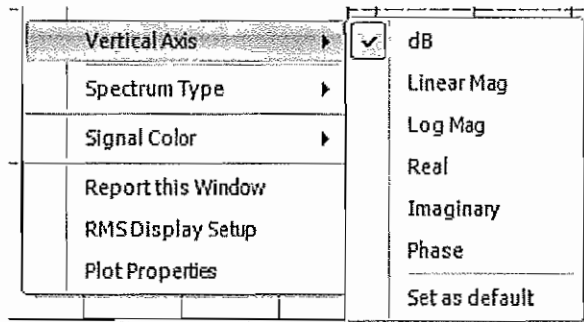 Vertical Axis
Spectrum Type
Signal Color
Report this Window
RMS Display Setup
Plot Properties
dB
Linear Mag
Log Mag
Real
Imaginary
Phase
Set as default